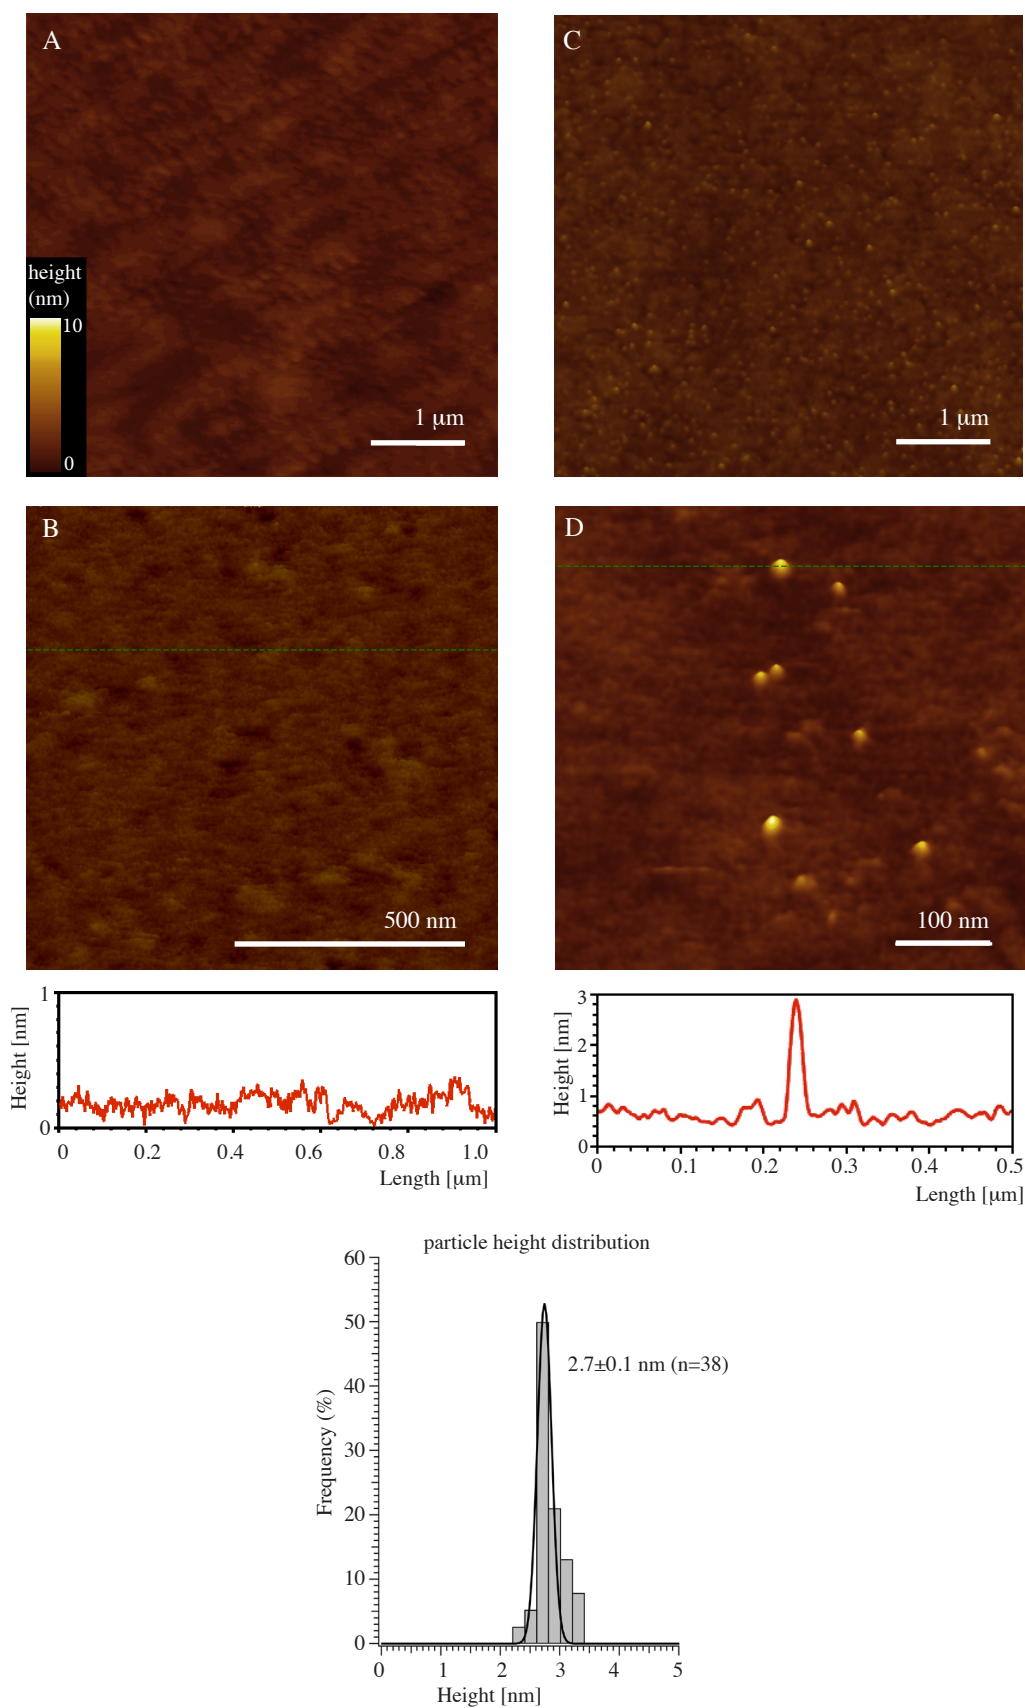 A
height
(nm)
10
0
1 μm
C
1 μm
B
500 nm
D
100 nm
1
0
Height [nm]
0
0.2
0.4
0.6
0.8
1.0
Length [μm]
3
2
1
0
Height [nm]
0
0.1
0.2
0.3
0.4
0.5
Length [μm]
particle height distribution
60
50
40
30
20
10
0
Frequency (%)
2.7±0.1 nm (n=38)
0
1
2
3
4
5
Height [nm]